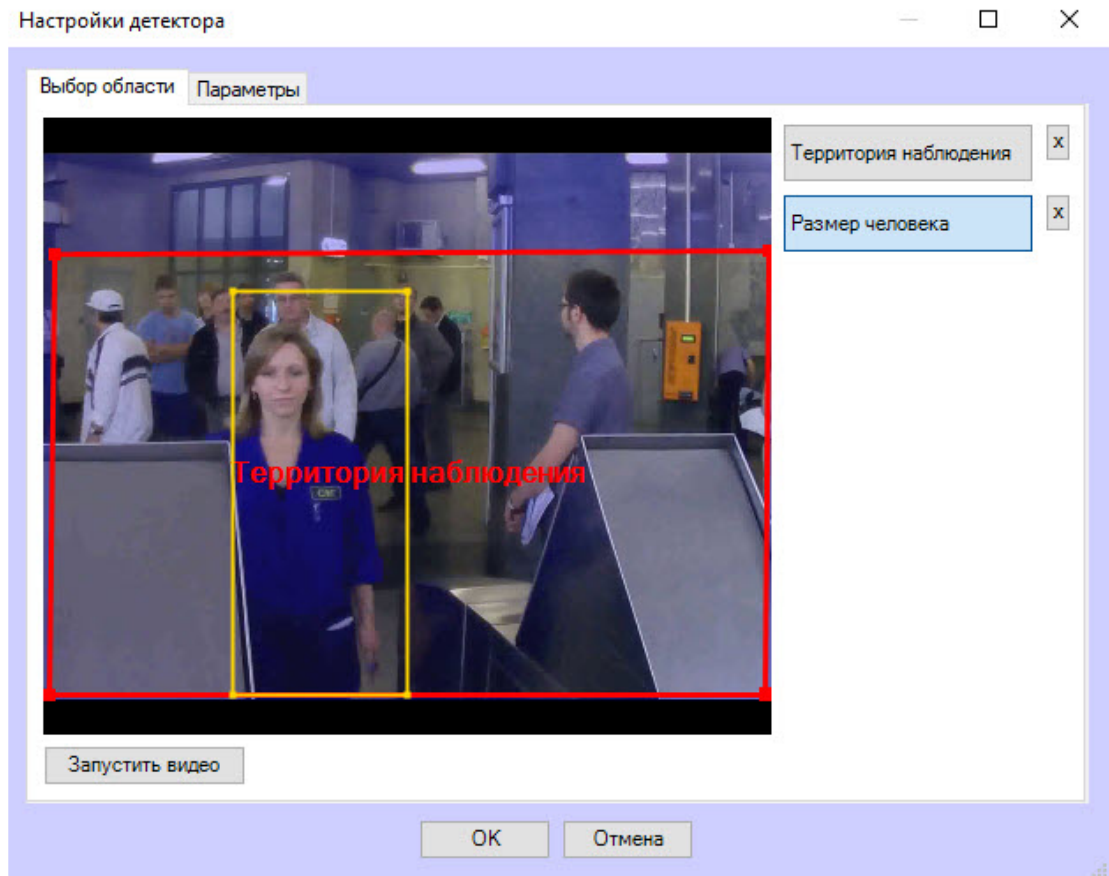 Настройки детектора
Выбор области
Параметры
Территория наблюдения
x
Размер человека
x
Территория наблюдения
Запустить видео
OK
Отмена